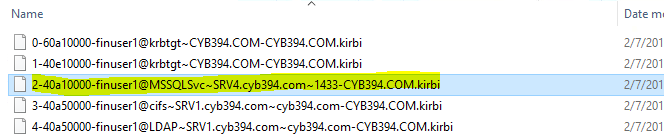 0-60a10000-finuser1@krbtgt~CYB394.COM-CYB394.COM.kirbi 2/7/201
1-40e10000-finuser1@krbtgt~CYB394.COM-CYB394.COM.kirbi 2/7/201
2-40a10000-finuser1@MSSQLSvc~SRV4.cyb394.com~1433-CYB394.COM.kirbi 2/7/201
3-40a50000-finuser1@cifs~SRV1.cyb394.com~cyb394.com-CYB394.COM.kirbi 2/7/201
4-40a50000-finuser1@LDAP~SRV1.cyb394.com~cyb394.com-CYB394.COM.kirbi 2/7/201